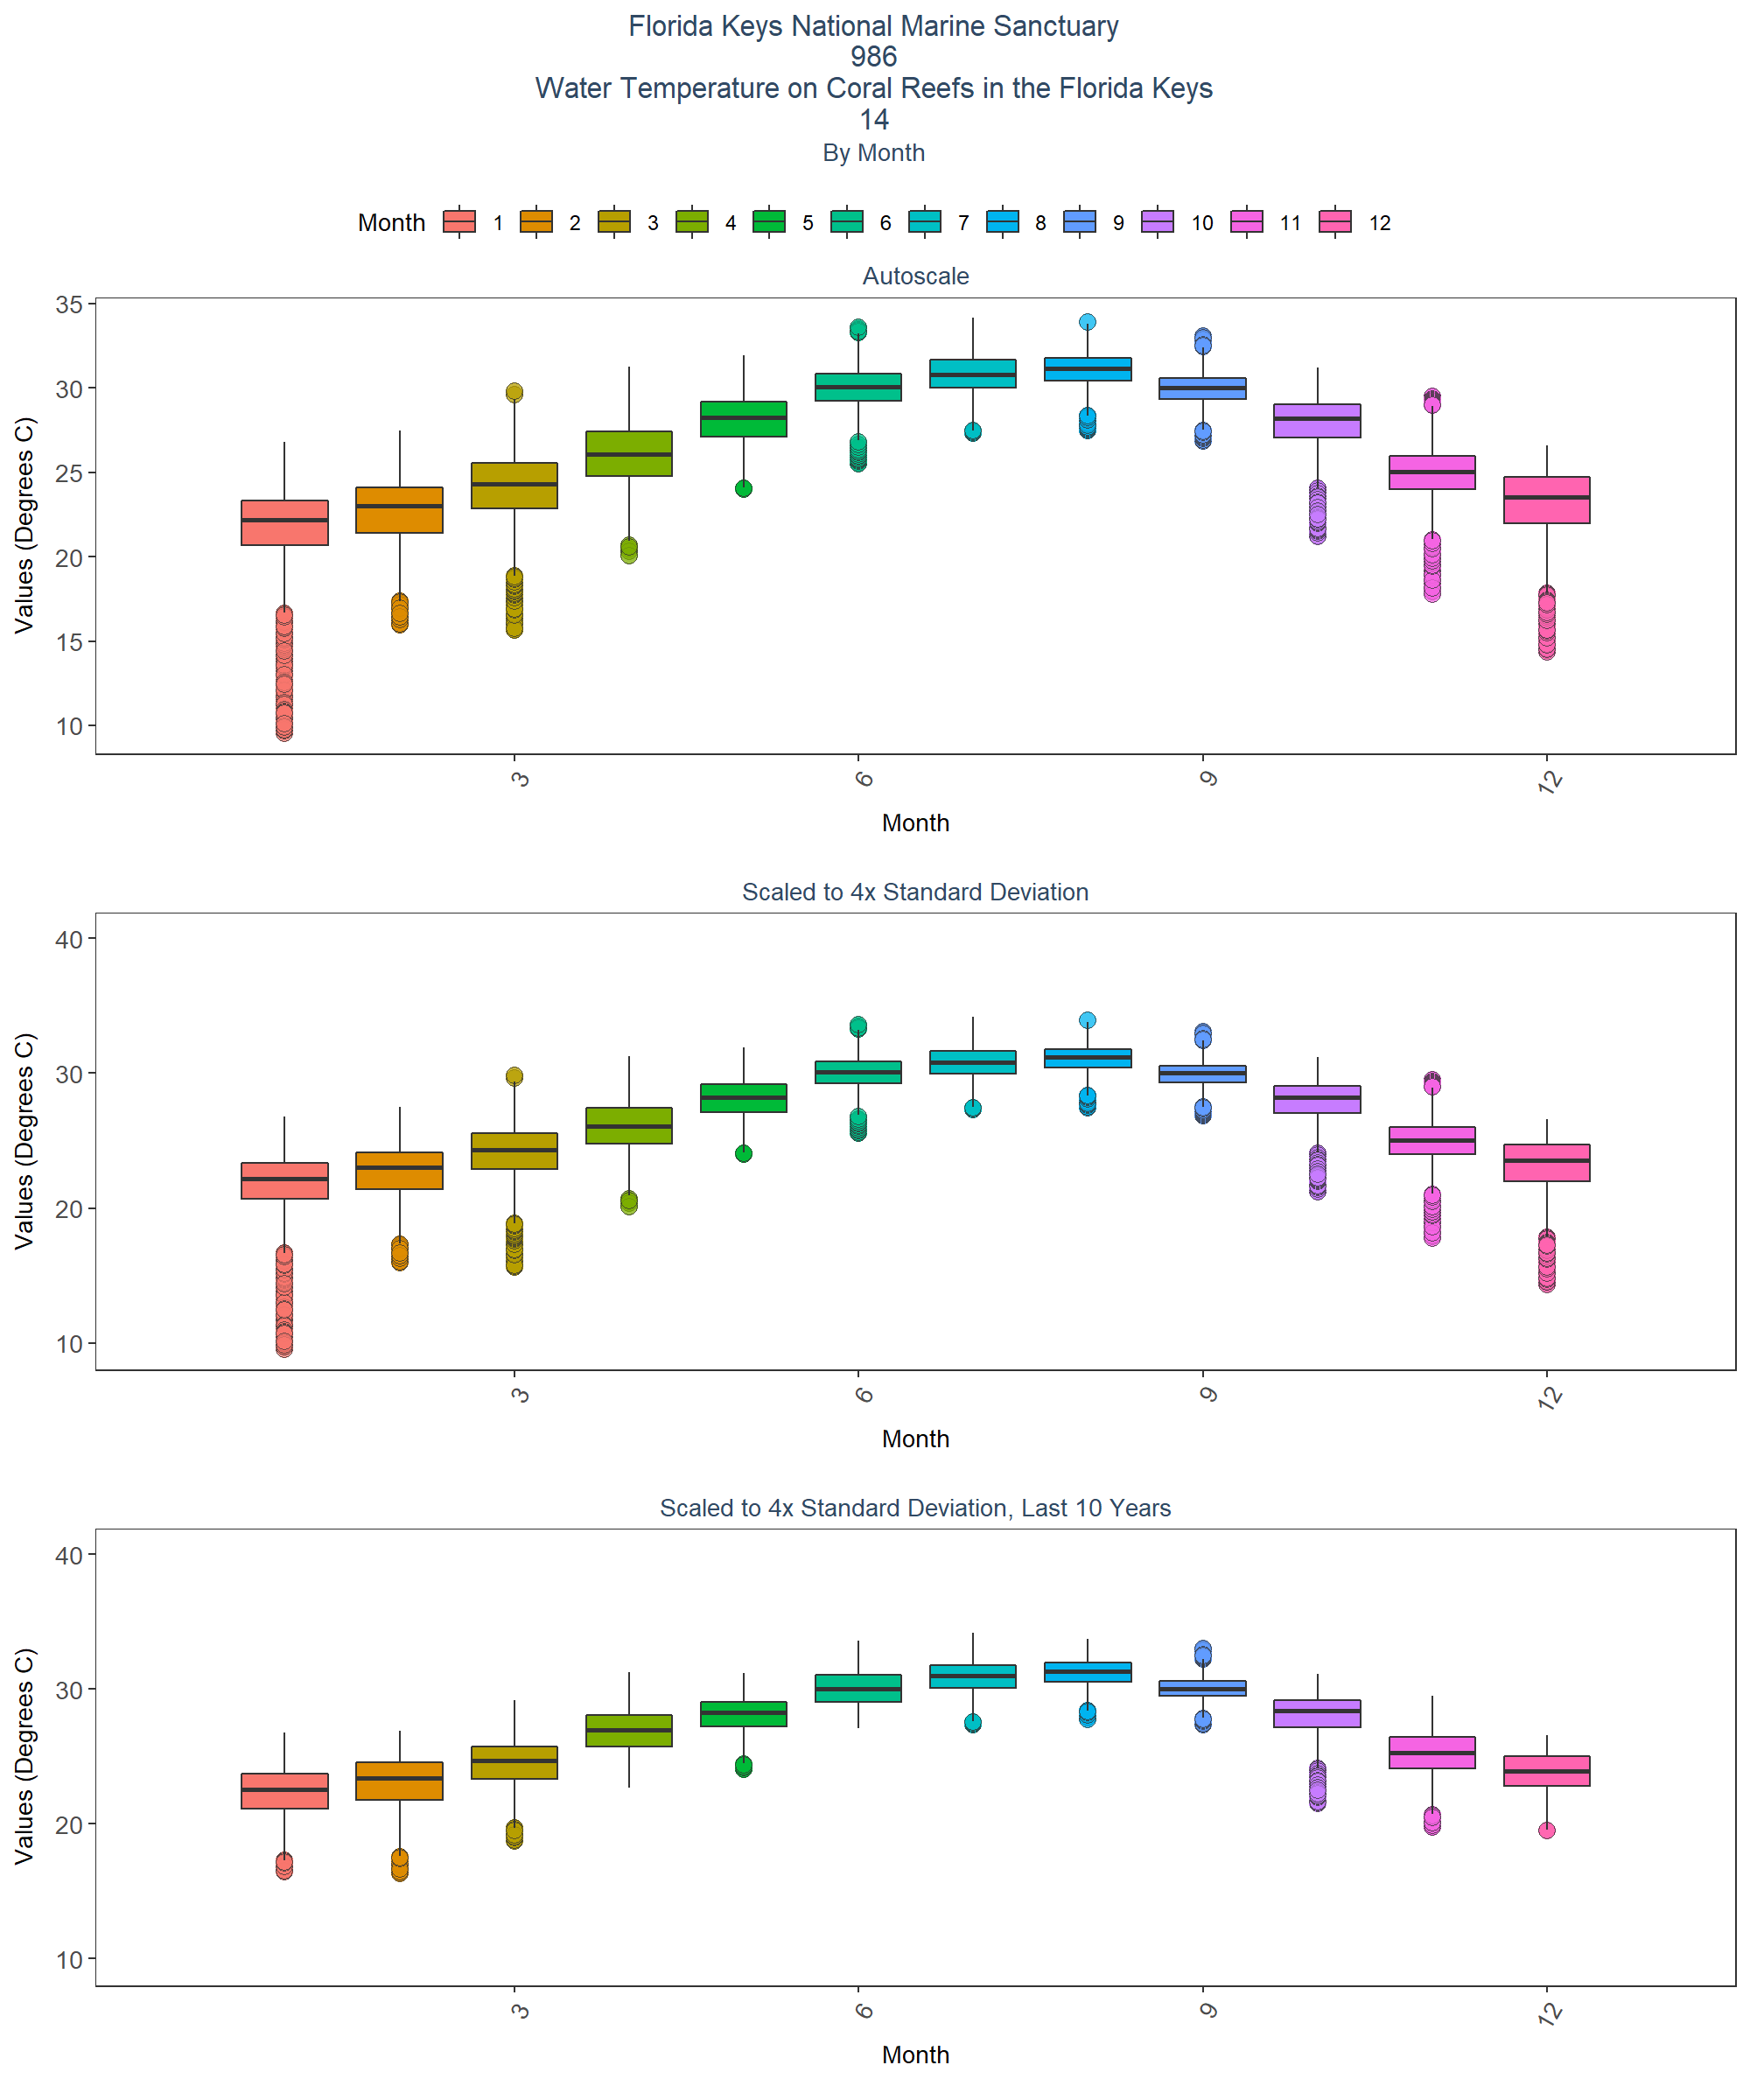 Florida Keys National Marine Sanctuary
986
Water Temperature on Coral Reefs in the Florida Keys
14
By Month
Month 1 2 3 4 5 6 7 8 9 10 11 12
Autoscale
Values (Degrees C)
35
30
25
20
15
10
3 6 9 12
Month
Scaled to 4x Standard Deviation
Values (Degrees C)
40
30
20
10
3 6 9 12
Month
Scaled to 4x Standard Deviation, Last 10 Years
Values (Degrees C)
40
30
20
10
3 6 9 12
Month